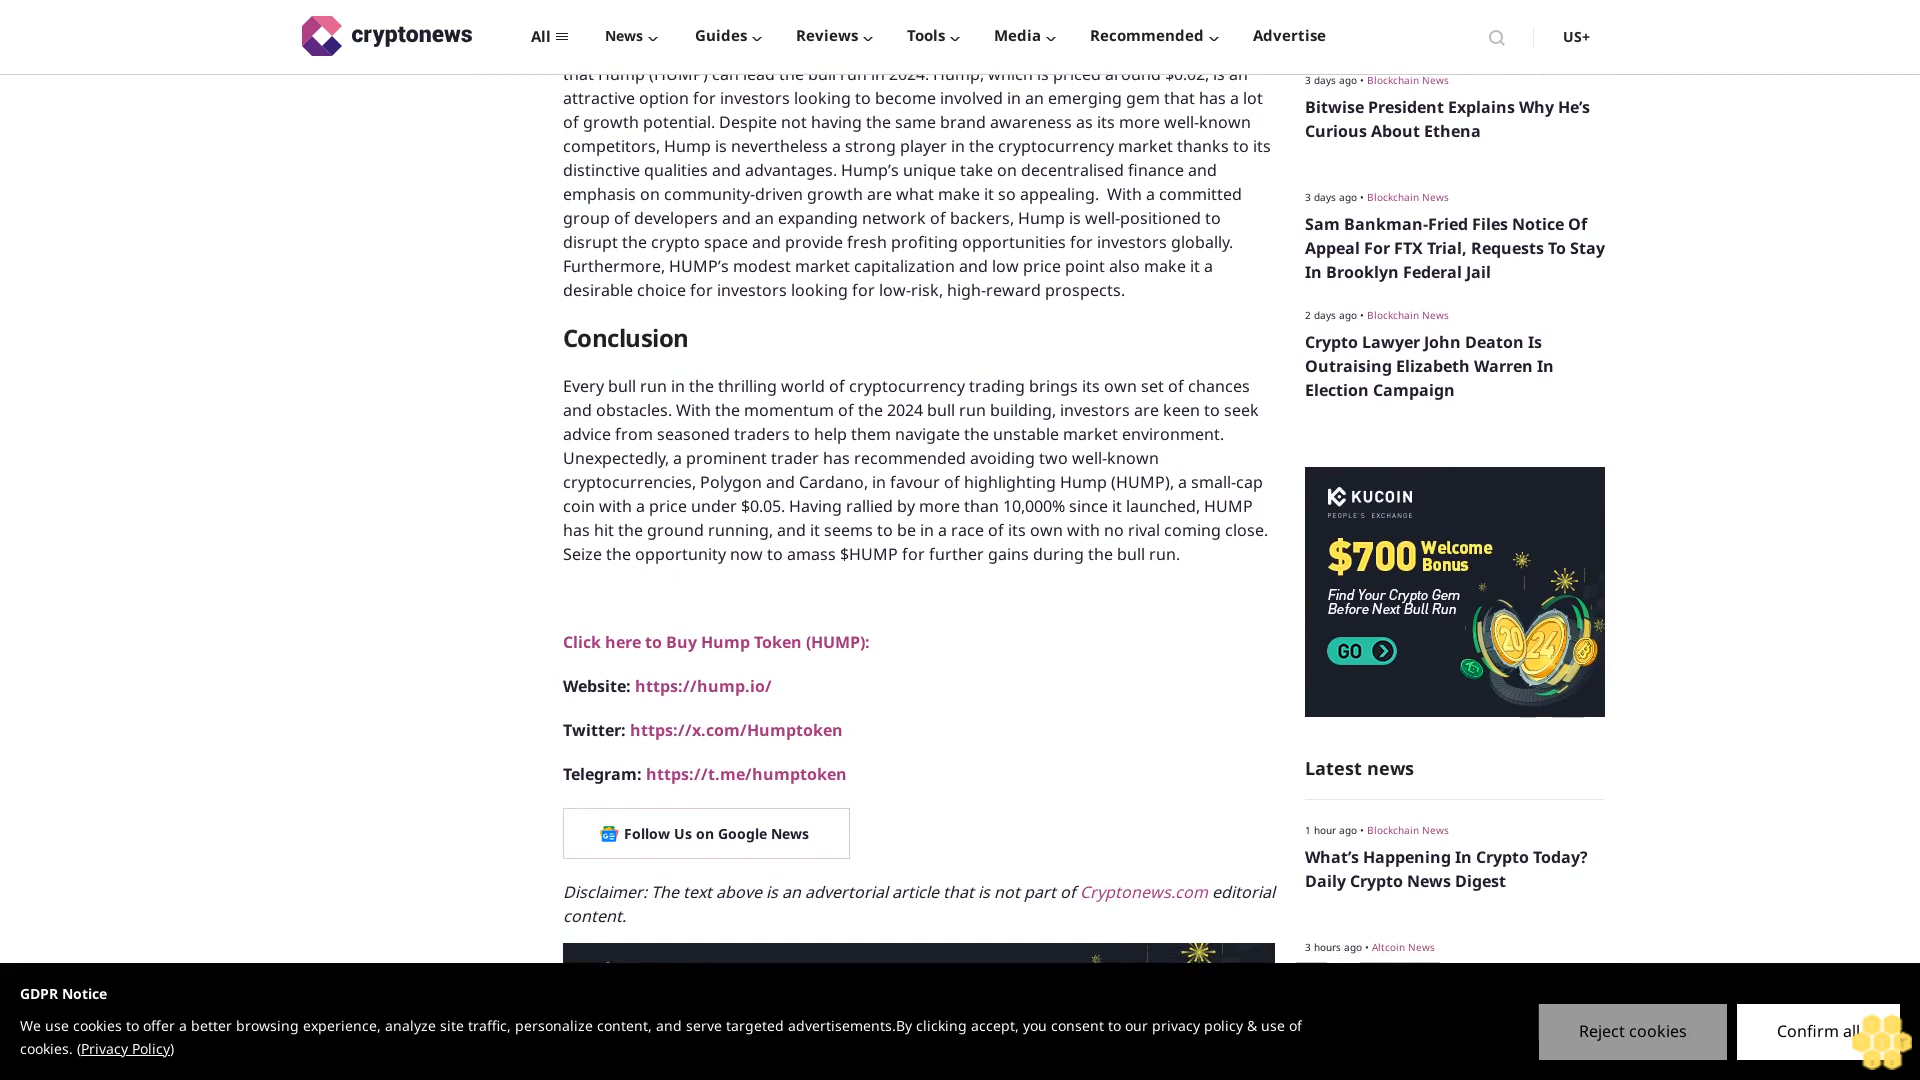 cryptonews
All
News
Guides
Reviews
Tools
Media
Recommended
Advertise
US+
that Hump (HUMP) can lead the bull run in 2024. Hump, which is priced around $0.02, is an
attractive option for investors looking to become involved in an emerging gem that has a lot
of growth potential. Despite not having the same brand awareness as its more well-known
competitors, Hump is nevertheless a strong player in the cryptocurrency market thanks to its
distinctive qualities and advantages. Hump’s unique take on decentralised finance and
emphasis on community-driven growth are what make it so appealing.  With a committed
group of developers and an expanding network of backers, Hump is well-positioned to
disrupt the crypto space and provide fresh profiting opportunities for investors globally.
Furthermore, HUMP’s modest market capitalization and low price point also make it a
desirable choice for investors looking for low-risk, high-reward prospects.
Conclusion
Every bull run in the thrilling world of cryptocurrency trading brings its own set of chances
and obstacles. With the momentum of the 2024 bull run building, investors are keen to seek
advice from seasoned traders to help them navigate the unstable market environment.
Unexpectedly, a prominent trader has recommended avoiding two well-known
cryptocurrencies, Polygon and Cardano, in favour of highlighting Hump (HUMP), a small-cap
coin with a price under $0.05. Having rallied by more than 10,000% since it launched, HUMP
has hit the ground running, and it seems to be in a race of its own with no rival coming close.
Seize the opportunity now to amass $HUMP for further gains during the bull run.
Click here to Buy Hump Token (HUMP):
Website: https://hump.io/
Twitter: https://x.com/Humptoken
Telegram: https://t.me/humptoken
Follow Us on Google News
Disclaimer: The text above is an advertorial article that is not part of Cryptonews.com editorial
content.
3 days ago • Blockchain News
Bitwise President Explains Why He’s
Curious About Ethena
3 days ago • Blockchain News
Sam Bankman-Fried Files Notice Of
Appeal For FTX Trial, Requests To Stay
In Brooklyn Federal Jail
2 days ago • Blockchain News
Crypto Lawyer John Deaton Is
Outraising Elizabeth Warren In
Election Campaign
KUCOIN
PEOPLE'S EXCHANGE
$700 Welcome
Bonus
Find Your Crypto Gem
Before Next Bull Run
GO
20 24
Latest news
1 hour ago • Blockchain News
What’s Happening In Crypto Today?
Daily Crypto News Digest
3 hours ago • Altcoin News
GDPR Notice
We use cookies to offer a better browsing experience, analyze site traffic, personalize content, and serve targeted advertisements.By clicking accept, you consent to our privacy policy & use of
cookies. (Privacy Policy)
Reject cookies
Confirm all